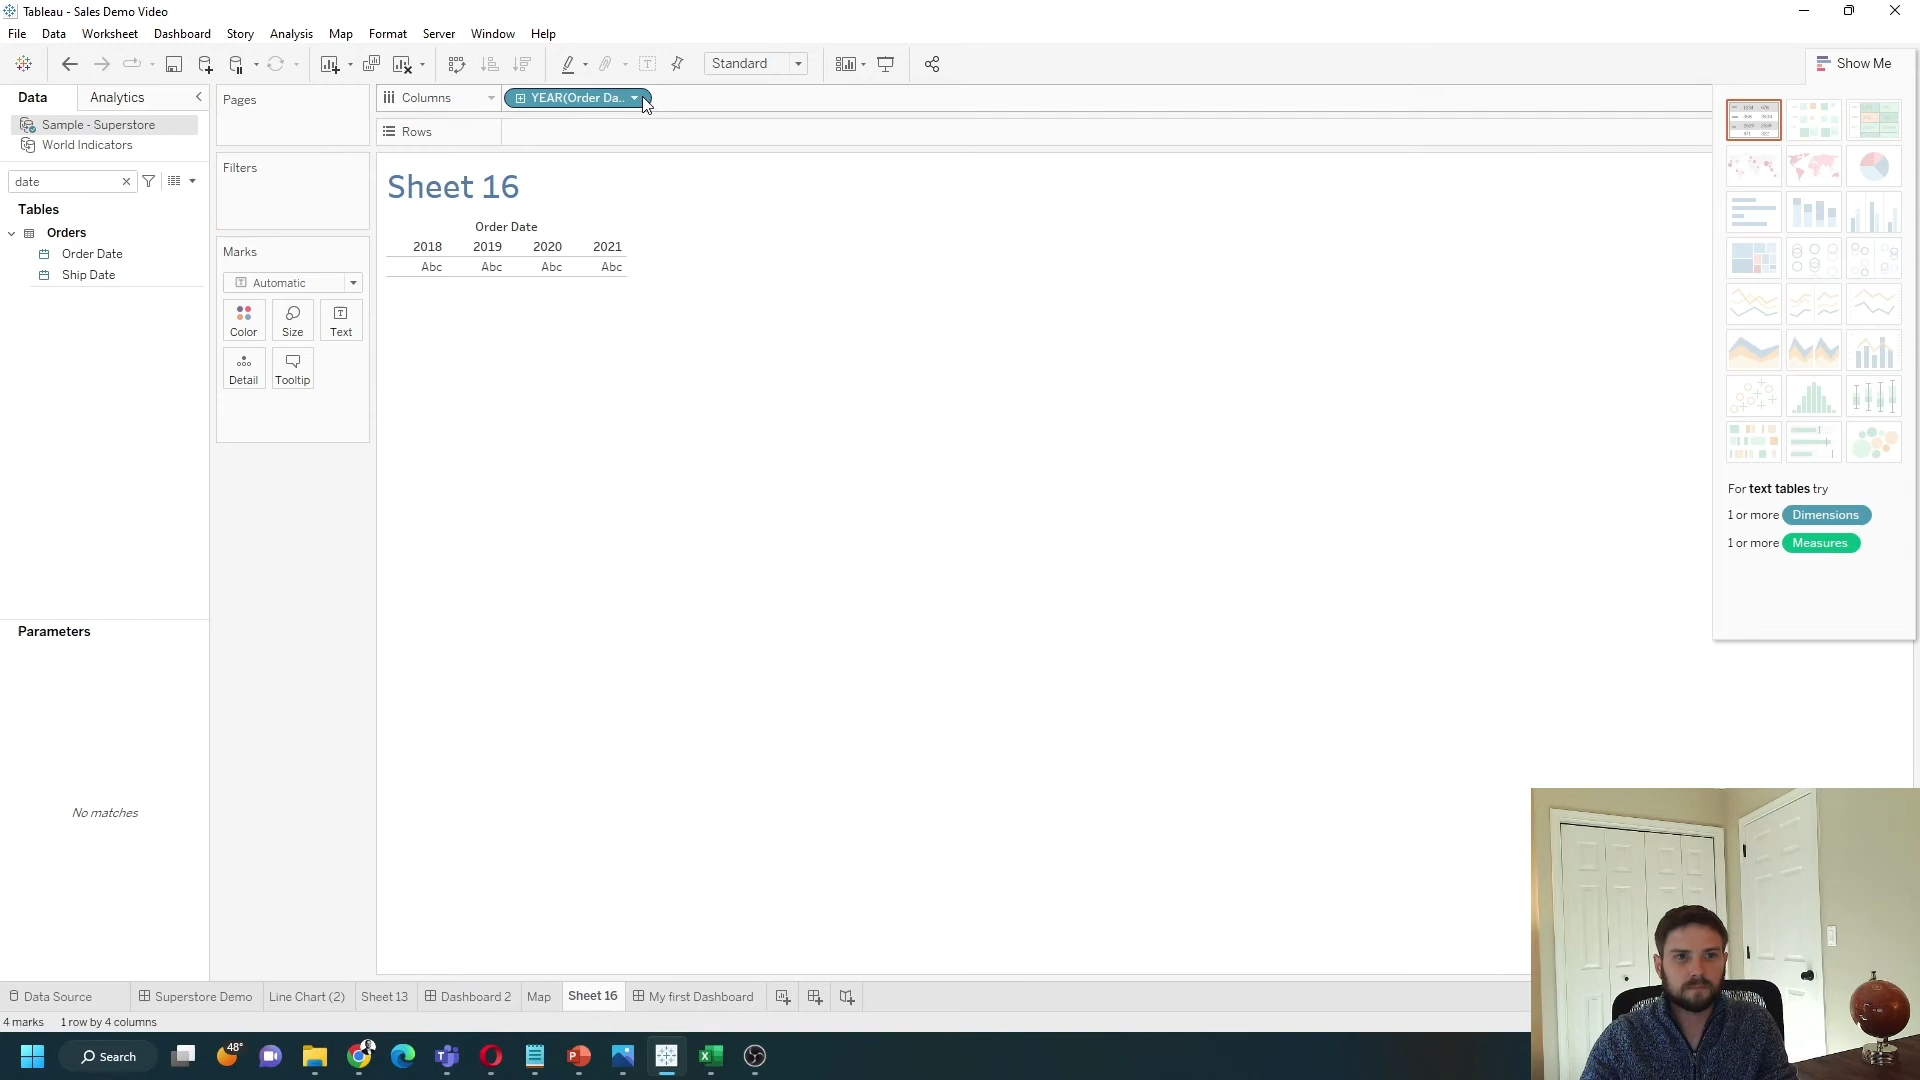 Tableau - Sales Demo Video
File Data Worksheet Dashboard Story Analysis Map Format Server Window Help
Standard
Show Me
Data Analytics
Sample - Superstore
World Indicators
date
Tables
Orders
Order Date
Ship Date
Parameters
No matches
Pages
Filters
Marks
Automatic
Color Size Text
Detail Tooltip
Columns YEAR(Order Da..
Rows
Sheet 16
Order Date
2018 2019 2020 2021
Abc Abc Abc Abc
For text tables try
1 or more Dimensions
1 or more Measures
Data Source Superstore Demo Line Chart (2) Sheet 13 Dashboard 2 Map Sheet 16 My first Dashboard
4 marks 1 row by 4 columns
Search
48°